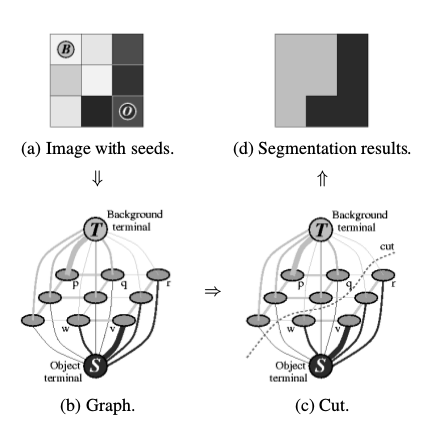 B
O
(a) Image with seeds.
(d) Segmentation results.
⇓
⇑
Background
terminal
T
p
q
r
w
v
Object
terminal
S
(b) Graph.
⇒
Background
terminal
T
cut
p
q
r
w
v
Object
terminal
S
(c) Cut.